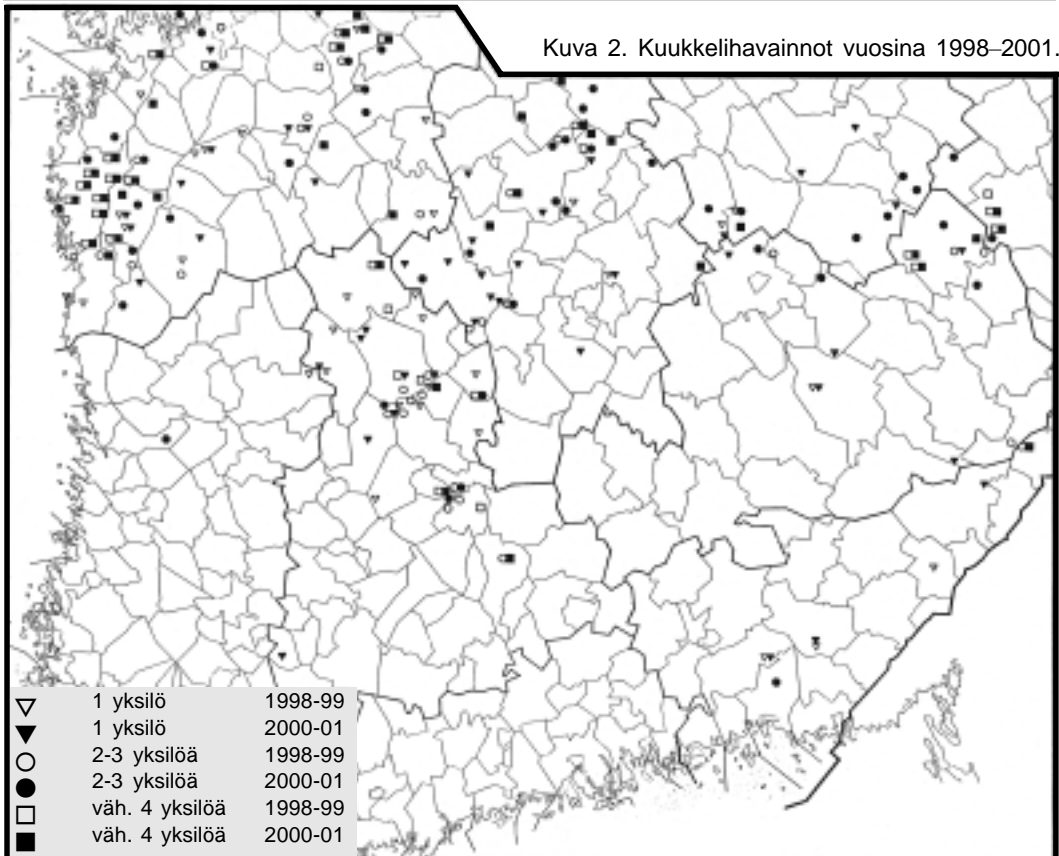 Kuva 2. Kuukkelihavainnot vuosina 1998–2001.
1 yksilö 1998-99
1 yksilö 2000-01
2-3 yksilöä 1998-99
2-3 yksilöä 2000-01
väh. 4 yksilöä 1998-99
väh. 4 yksilöä 2000-01